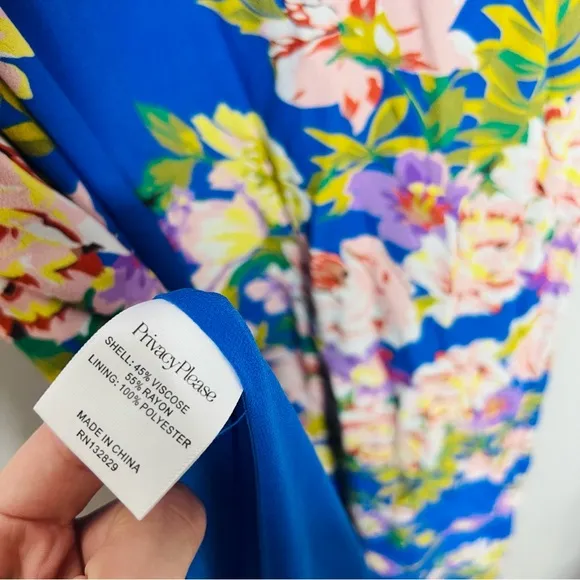 PrivacyPlease
SHELL: 45% VISCOSE
55% RAYON
LINING: 100% POLYESTER
MADE IN CHINA
RN132829